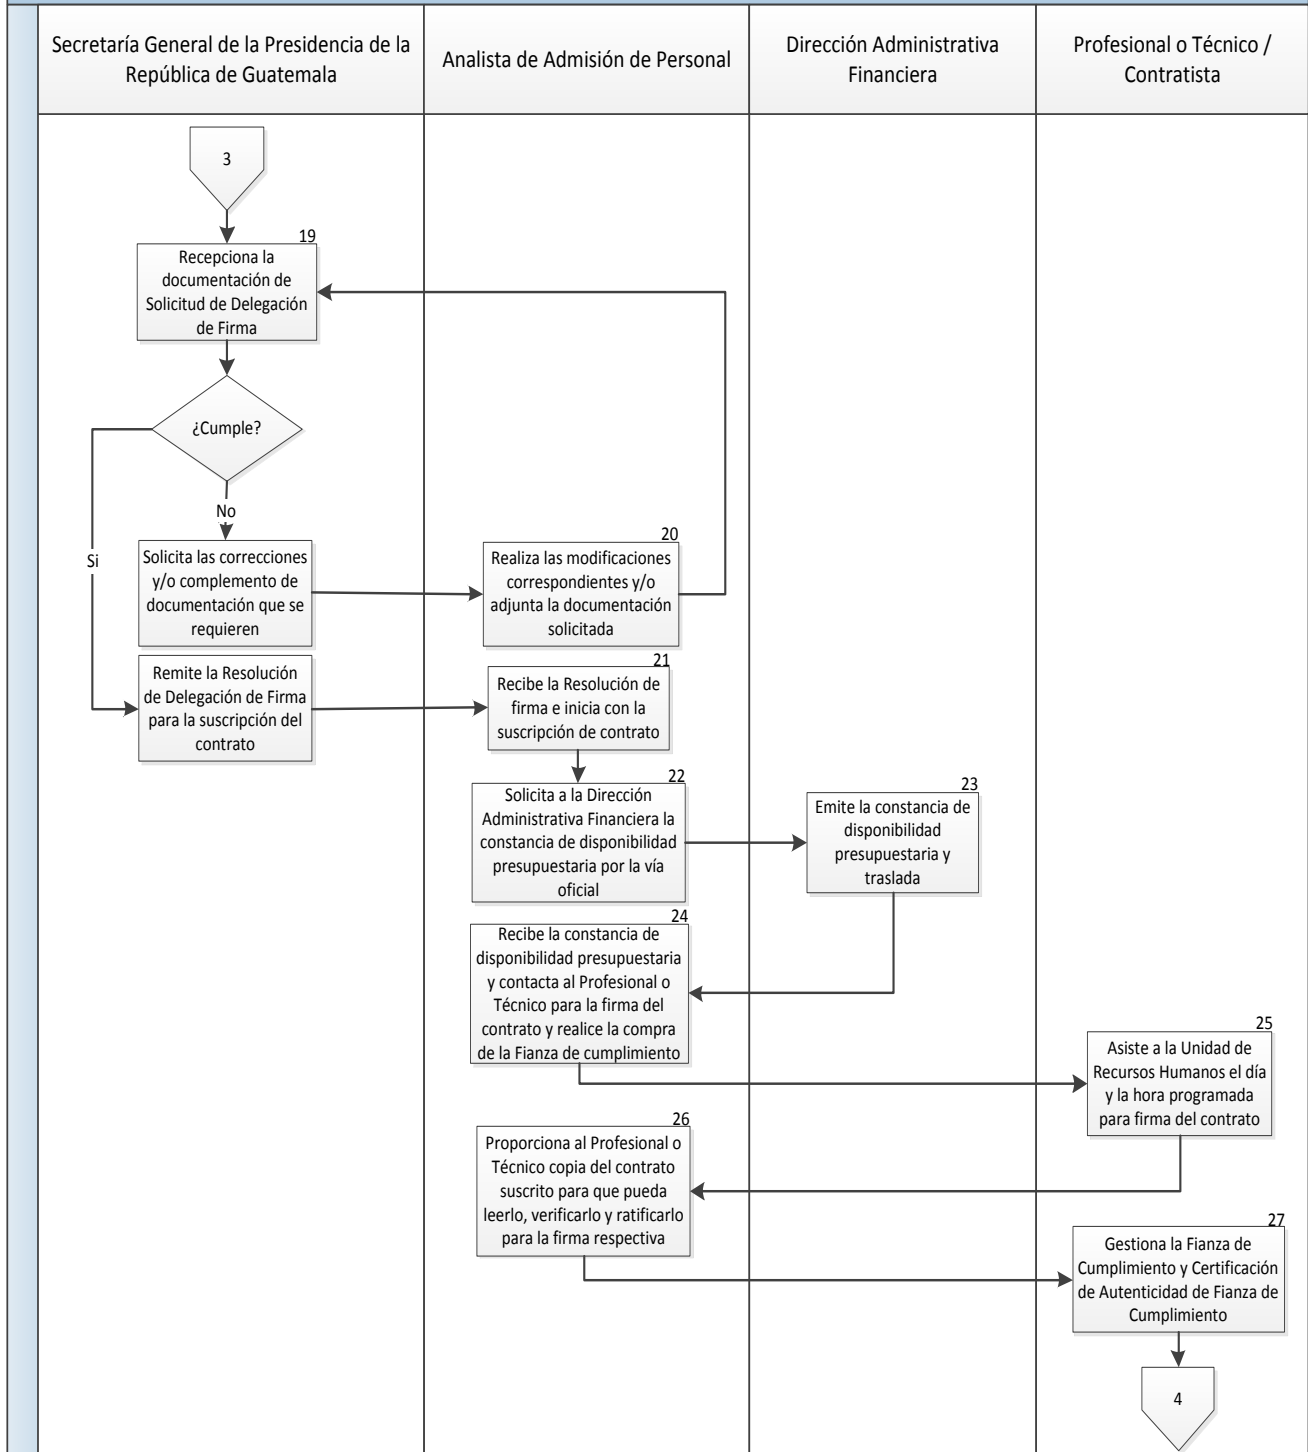 Secretaría General de la Presidencia de la
República de Guatemala
Analista de Admisión de Personal
Dirección Administrativa
Financiera
Profesional o Técnico /
Contratista
3
19
Recepciona la
documentación de
Solicitud de Delegación
de Firma
¿Cumple?
No
Si
Solicita las correcciones
y/o complemento de
documentación que se
requieren
20
Realiza las modificaciones
correspondientes y/o
adjunta la documentación
solicitada
Remite la Resolución
de Delegación de Firma
para la suscripción del
contrato
21
Recibe la Resolución de
firma e inicia con la
suscripción de contrato
22
Solicita a la Dirección
Administrativa Financiera la
constancia de disponibilidad
presupuestaria por la vía
oficial
23
Emite la constancia de
disponibilidad
presupuestaria y
traslada
24
Recibe la constancia de
disponibilidad presupuestaria
y contacta al Profesional o
Técnico para la firma del
contrato y realice la compra
de la Fianza de cumplimiento
25
Asiste a la Unidad de
Recursos Humanos el día
y la hora programada
para firma del contrato
26
Proporciona al Profesional o
Técnico copia del contrato
suscrito para que pueda
leerlo, verificarlo y ratificarlo
para la firma respectiva
27
Gestiona la Fianza de
Cumplimiento y Certificación
de Autenticidad de Fianza de
Cumplimiento
4